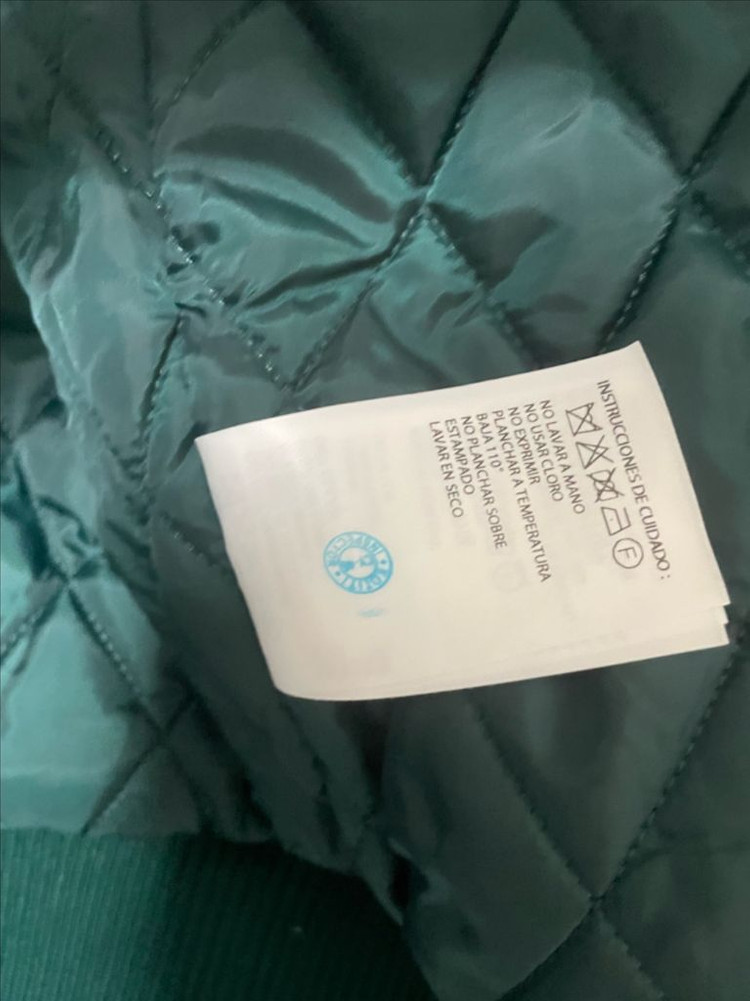 INSTRUCCIONES DE CUIDADO :
F
NO LAVAR A MANO
NO USAR CLORO
NO EXPRIMIR
PLANCHAR A TEMPERATURA
BAJA 110°
NO PLANCHAR SOBRE
ESTAMPADO
LAVAR EN SECO